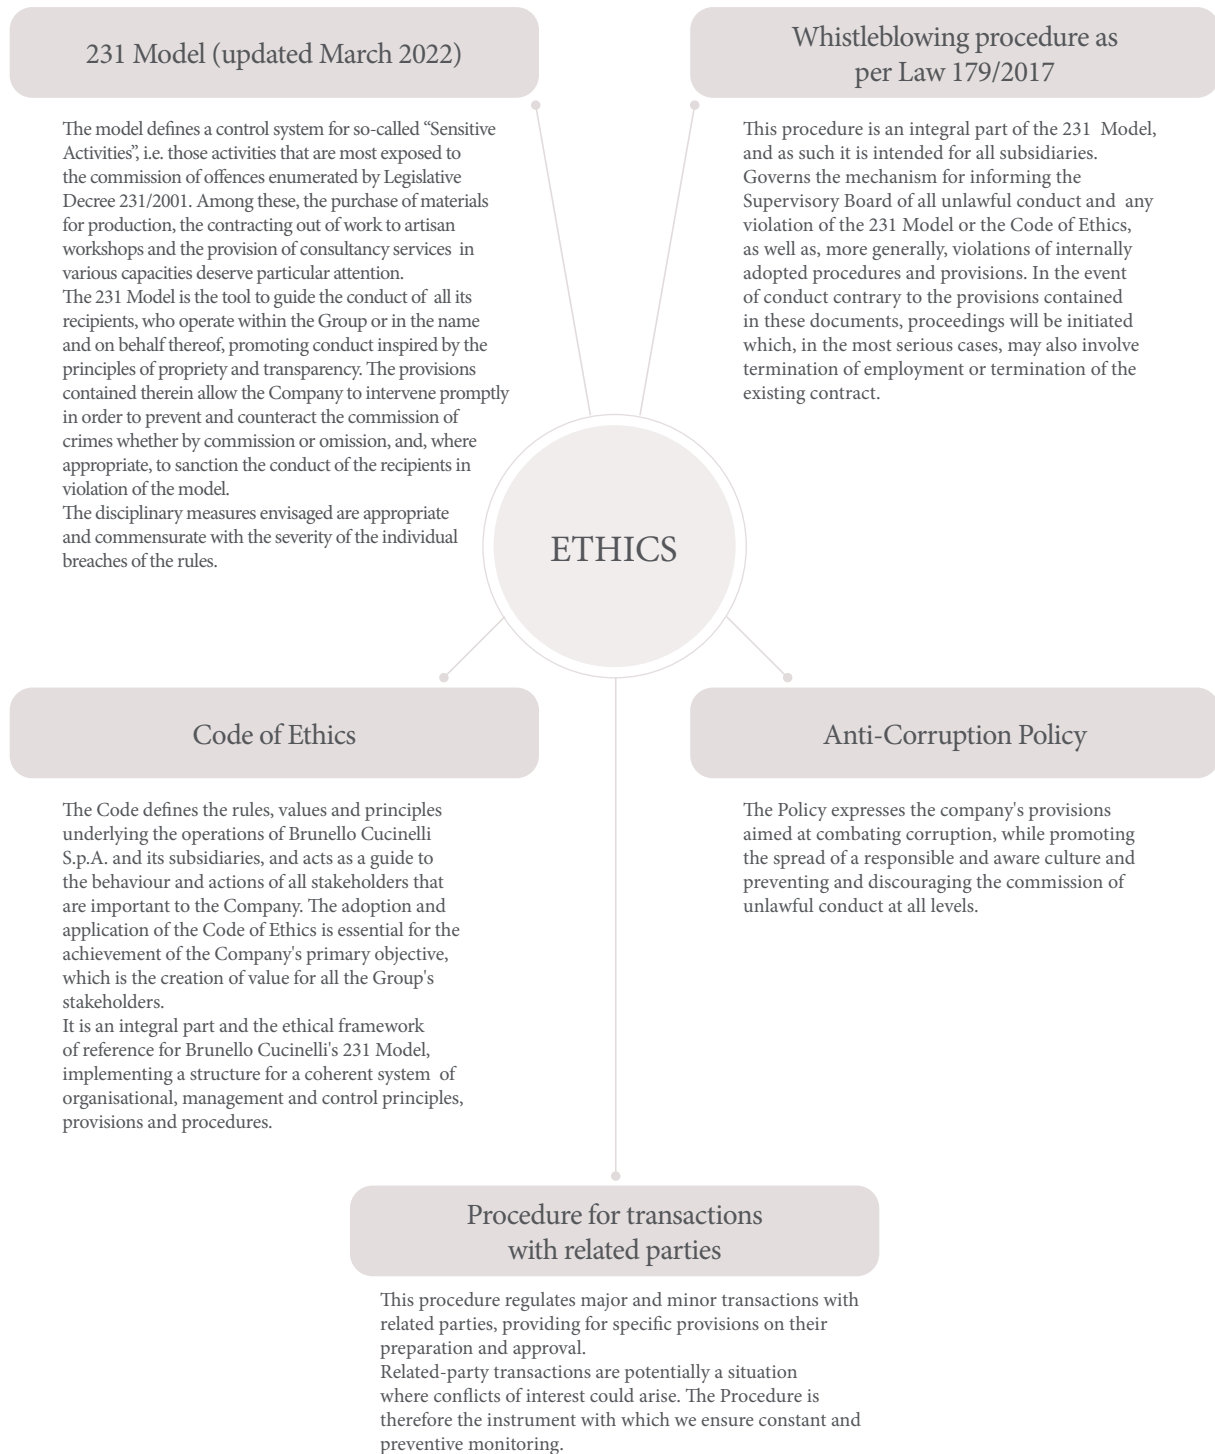 231 Model (updated March 2022)
The model defines a control system for so-called “Sensitive
Activities”, i.e. those activities that are most exposed to
the commission of offences enumerated by Legislative
Decree 231/2001. Among these, the purchase of materials
for production, the contracting out of work to artisan
workshops and the provision of consultancy services in
various capacities deserve particular attention.
The 231 Model is the tool to guide the conduct of all its
recipients, who operate within the Group or in the name
and on behalf thereof, promoting conduct inspired by the
principles of propriety and transparency. The provisions
contained therein allow the Company to intervene promptly
in order to prevent and counteract the commission of
crimes whether by commission or omission, and, where
appropriate, to sanction the conduct of the recipients in
violation of the model.
The disciplinary measures envisaged are appropriate
and commensurate with the severity of the individual
breaches of the rules.
Whistleblowing procedure as
per Law 179/2017
This procedure is an integral part of the 231 Model,
and as such it is intended for all subsidiaries.
Governs the mechanism for informing the
Supervisory Board of all unlawful conduct and any
violation of the 231 Model or the Code of Ethics,
as well as, more generally, violations of internally
adopted procedures and provisions. In the event
of conduct contrary to the provisions contained
in these documents, proceedings will be initiated
which, in the most serious cases, may also involve
termination of employment or termination of the
existing contract.
ETHICS
Code of Ethics
The Code defines the rules, values and principles
underlying the operations of Brunello Cucinelli
S.p.A. and its subsidiaries, and acts as a guide to
the behaviour and actions of all stakeholders that
are important to the Company. The adoption and
application of the Code of Ethics is essential for the
achievement of the Company's primary objective,
which is the creation of value for all the Group's
stakeholders.
It is an integral part and the ethical framework
of reference for Brunello Cucinelli's 231 Model,
implementing a structure for a coherent system of
organisational, management and control principles,
provisions and procedures.
Anti-Corruption Policy
The Policy expresses the company's provisions
aimed at combating corruption, while promoting
the spread of a responsible and aware culture and
preventing and discouraging the commission of
unlawful conduct at all levels.
Procedure for transactions
with related parties
This procedure regulates major and minor transactions with
related parties, providing for specific provisions on their
preparation and approval.
Related-party transactions are potentially a situation
where conflicts of interest could arise. The Procedure is
therefore the instrument with which we ensure constant and
preventive monitoring.